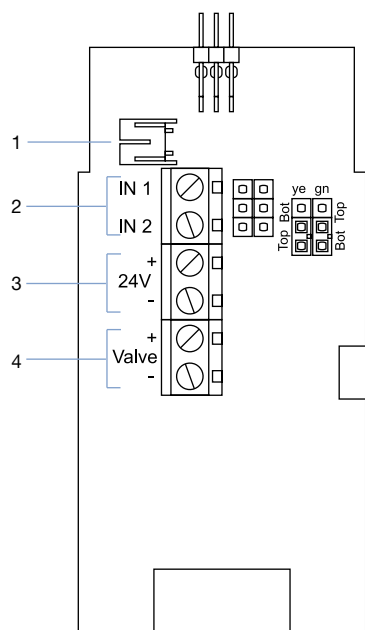 1
2
IN 1
IN 2
ye gn
Bot
Top
Top
Bot
3
+
24V
-
4
+
Valve
-